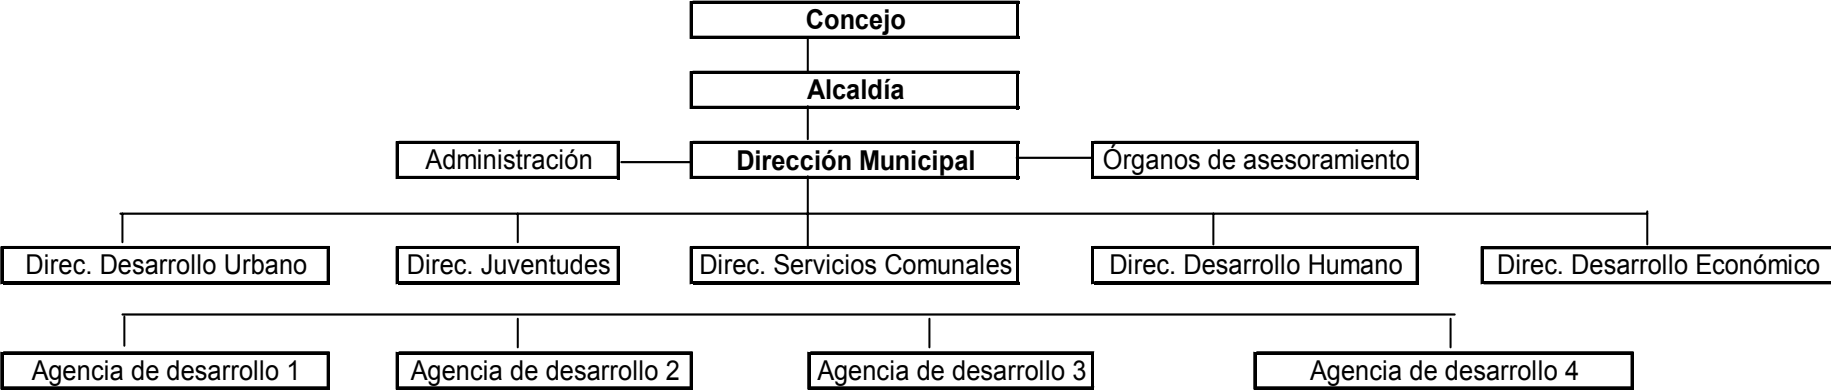 Concejo
Alcaldía
Administración
Dirección Municipal
Órganos de asesoramiento
Direc. Desarrollo Urbano
Direc. Juventudes
Direc. Servicios Comunales
Direc. Desarrollo Humano
Direc. Desarrollo Económico
Agencia de desarrollo 1
Agencia de desarrollo 2
Agencia de desarrollo 3
Agencia de desarrollo 4